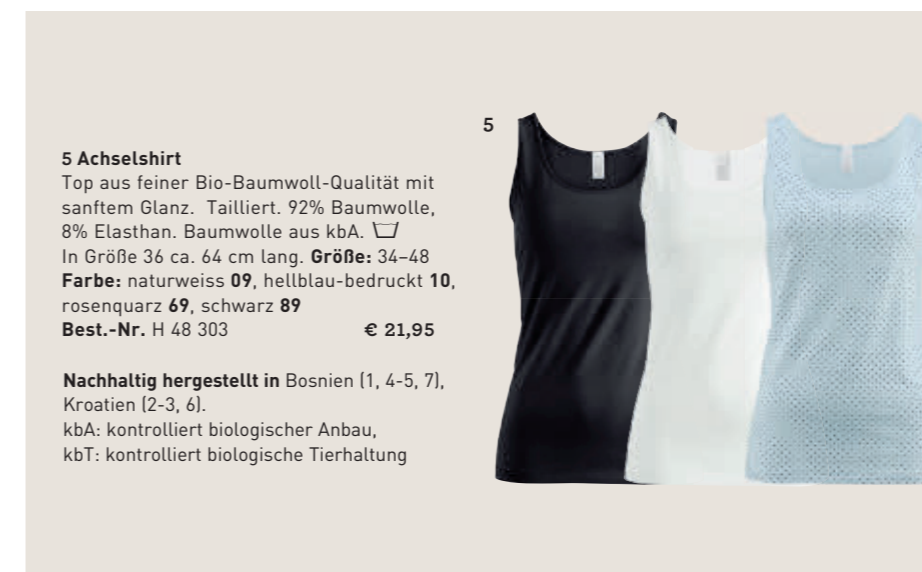 5
5 Achselshirt
Top aus feiner Bio-Baumwoll-Qualität mit
sanftem Glanz. Tailliert. 92% Baumwolle,
8% Elasthan. Baumwolle aus kbA.
In Größe 36 ca. 64 cm lang. Größe: 34–48
Farbe: naturweiss 09, hellblau-bedruckt 10,
rosenquarz 69, schwarz 89
Best.-Nr. H 48 303 € 21,95
Nachhaltig hergestellt in Bosnien (1, 4-5, 7),
Kroatien (2-3, 6).
kbA: kontrolliert biologischer Anbau,
kbT: kontrolliert biologische Tierhaltung